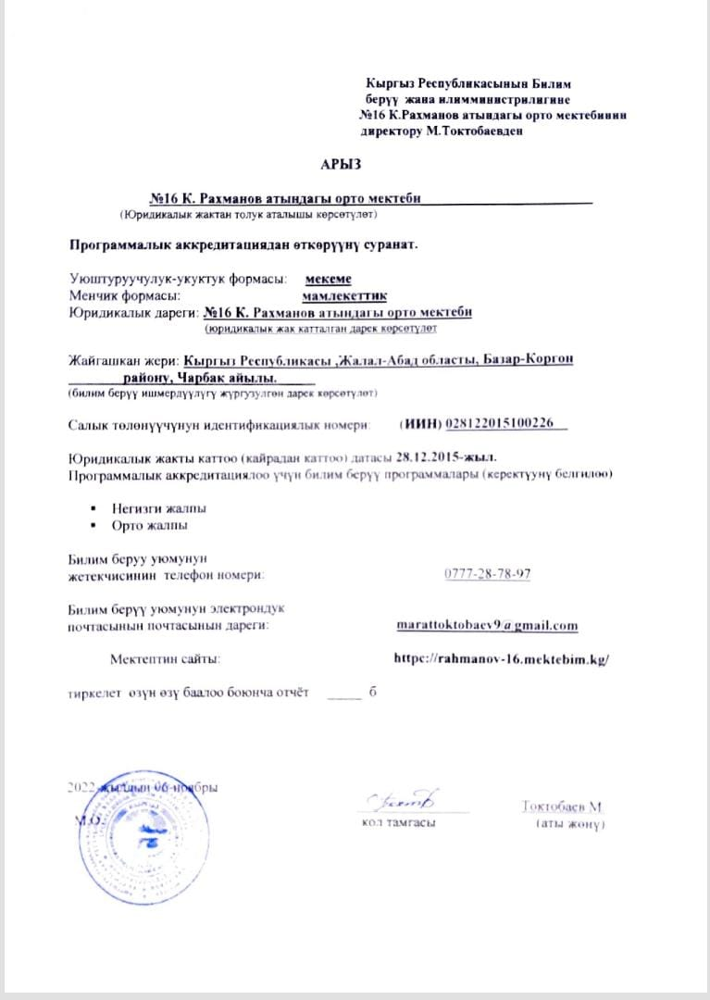 Кыргыз Республикасынын Билим
берүү жана илимминистрилигине
№16 К.Рахманов атындагы орто мектебинин
директору М.Токтобаевден
АРЫЗ
№16 К. Рахманов атындагы орто мектеби
(Юридикалык жактан толук аталышы көрсөтүлөт)
Программалык аккредитациядан өткөрүүнү суранат.
Уюштуруучулук-укуктук формасы: мекеме
Менчик формасы: мамлекеттик
Юридикалык дареги: №16 К. Рахманов атындагы орто мектеби
(юридикалык жак катталган дарек көрсөтүлөт
Жайгашкан жери: Кыргыз Республикасы ,Жалал-Абад областы, Базар-Коргон
району, Чарбак айылы.
(билим берүү ишмердүүлүгү жүргузулгөн дарек көрсөтүлөт)
Салык төлөнүүчүнүн идентификациялык номери: (ИИН) 028122015100226
Юридикалык жакты каттоо (кайрадан каттоо) датасы 28.12.2015-жыл.
Программалык аккредитациялоо үчүн билим берүү программалары (керектүүнү белгилөө)
▪ Негизги жалпы
▪ Орто жалпы
Билим беруу уюмунун
жетекчисинин телефон номери: 0777-28-78-97
Билим берүү уюмунун электрондук
почтасынын почтасынын дареги: marattoktobaev9@gmail.com
Мектептин сайты: httpc://rahmanov-16.mektebim.kg/
тиркелет өзүн өзү баалоо боюнча отчёт _____ б
2022-жылдын 06-ноябры
М.О.
кол тамгасы
Токтобаев М
(аты жөнү)